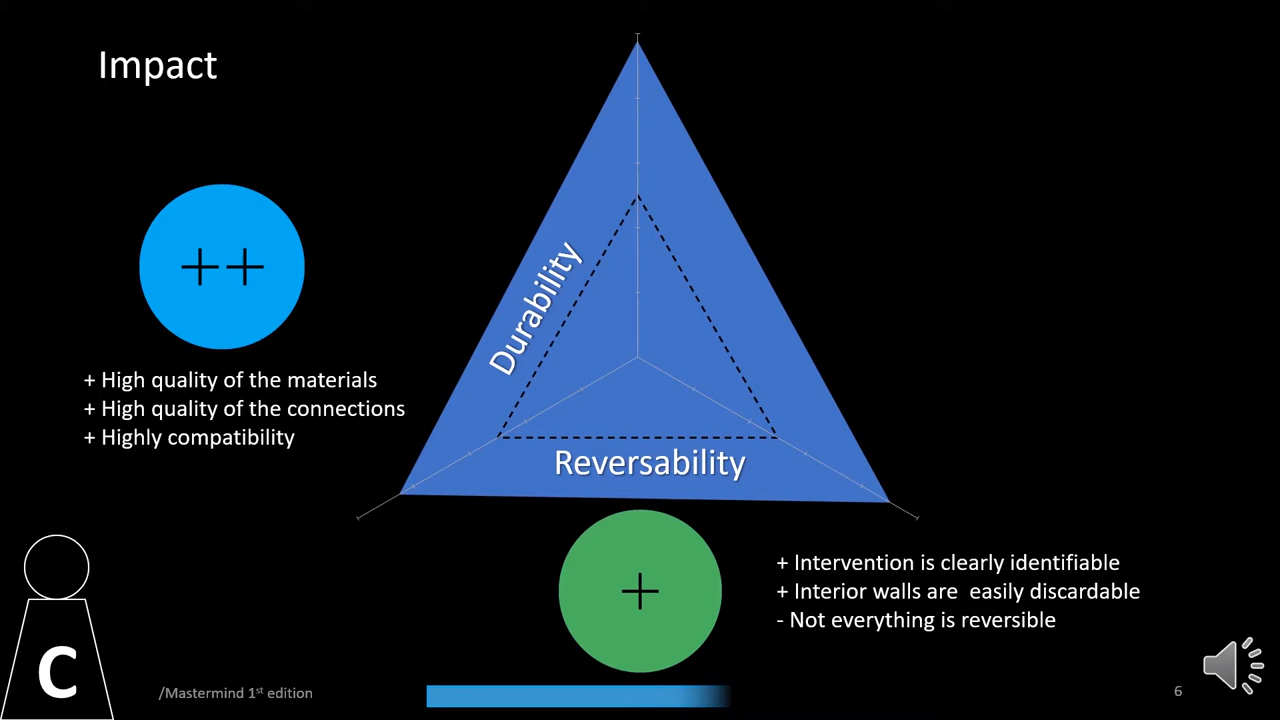 Impact
++
+ High quality of the materials
+ High quality of the connections
+ Highly compatibility
Durability
Reversability
+
+ Intervention is clearly identifiable
+ Interior walls are  easily discardable
- Not everything is reversible
C
/Mastermind 1st edition
6